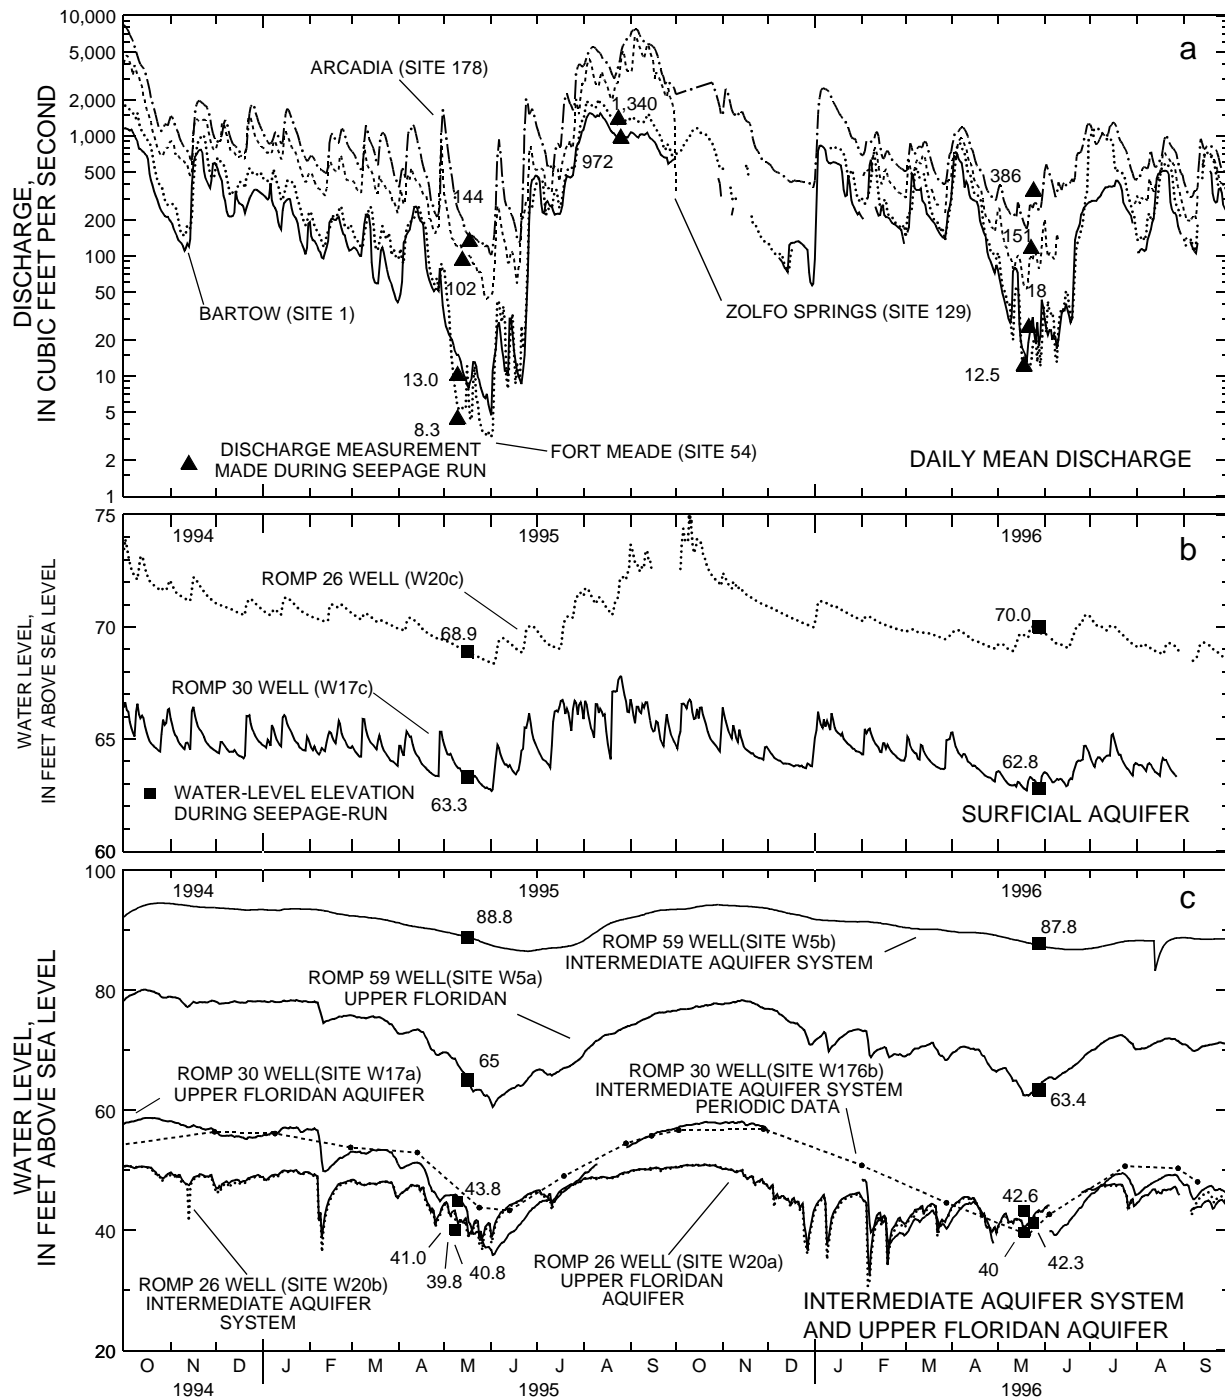 10,000
5,000
2,000
1,000
500
200
100
50
20
10
5
2
1
DISCHARGE,
IN CUBIC FEET PER SECOND
a
ARCADIA (SITE 178)
1,340
972
144
102
13.0
8.3
386
151
18
12.5
BARTOW (SITE 1)
ZOLFO SPRINGS (SITE 129)
FORT MEADE (SITE 54)
DISCHARGE MEASUREMENT
MADE DURING SEEPAGE RUN
DAILY MEAN DISCHARGE
75
70
65
60
WATER LEVEL,
IN FEET ABOVE SEA LEVEL
1994
1995
1996
b
ROMP 26 WELL (W20c)
68.9
70.0
ROMP 30 WELL (W17c)
63.3
62.8
WATER-LEVEL ELEVATION
DURING SEEPAGE-RUN
SURFICIAL AQUIFER
100
80
60
40
20
WATER LEVEL,
IN FEET ABOVE SEA LEVEL
1994
1995
1996
c
88.8
87.8
ROMP 59 WELL(SITE W5b)
INTERMEDIATE AQUIFER SYSTEM
ROMP 59 WELL(SITE W5a)
UPPER FLORIDAN
65
63.4
ROMP 30 WELL(SITE W17a)
UPPER FLORIDAN AQUIFER
ROMP 30 WELL(SITE W176b)
INTERMEDIATE AQUIFER SYSTEM
PERIODIC DATA
43.8
41.0
39.8
40.8
42.6
40
42.3
ROMP 26 WELL (SITE W20b)
INTERMEDIATE AQUIFER
SYSTEM
ROMP 26 WELL (SITE W20a)
UPPER FLORIDAN
AQUIFER
INTERMEDIATE AQUIFER SYSTEM
AND UPPER FLORIDAN AQUIFER
O N D J F M A M J J A S O N D J F M A M J J A S
1994 1995 1996